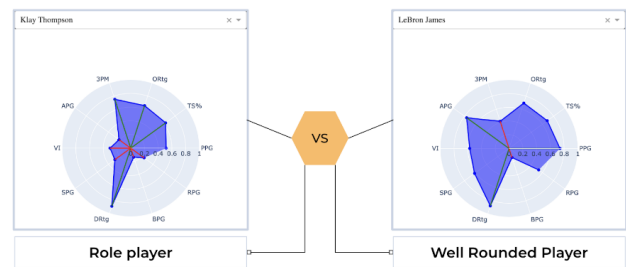 Klay Thompson
3PM ORtg
APG TS%
VI 0 0.2 0.4 0.6 0.8 1 PPG
SPG RPG
DRtg BPG
VS
LeBron James
3PM ORtg
APG TS%
VI 0 0.2 0.4 0.6 0.8 1 PPG
SPG RPG
DRtg BPG
Role player
Well Rounded Player